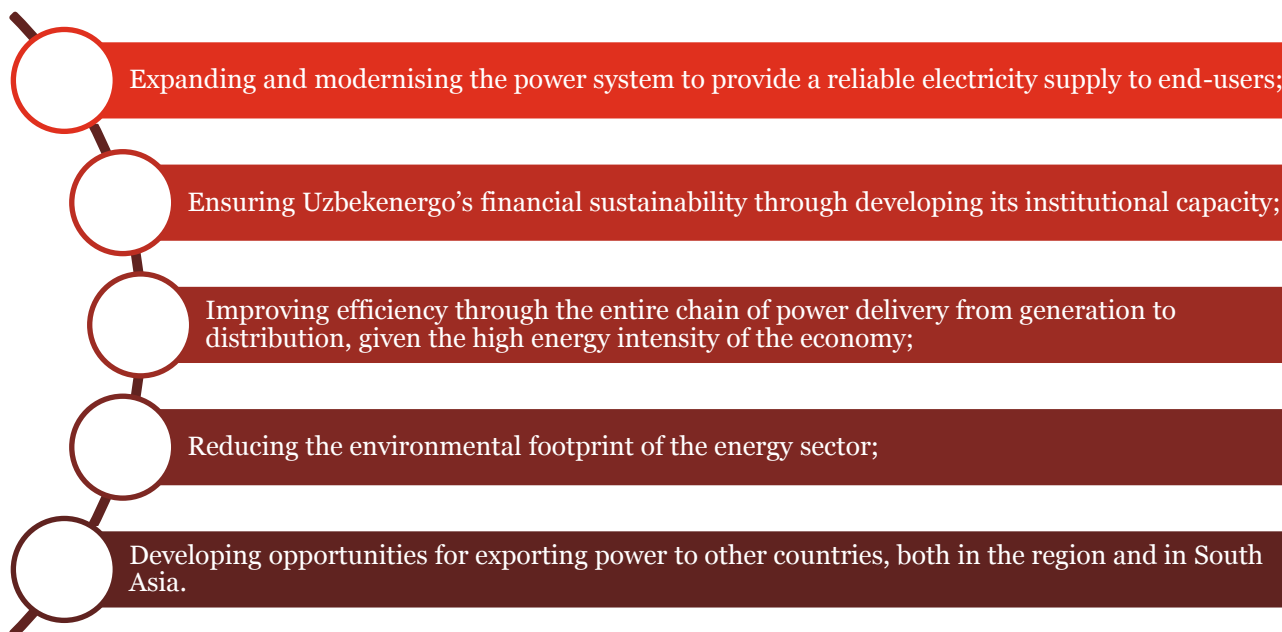 Expanding and modernising the power system to provide a reliable electricity supply to end-users;
Ensuring Uzbekenergo’s financial sustainability through developing its institutional capacity;
Improving efficiency through the entire chain of power delivery from generation to
distribution, given the high energy intensity of the economy;
Reducing the environmental footprint of the energy sector;
Developing opportunities for exporting power to other countries, both in the region and in South
Asia.